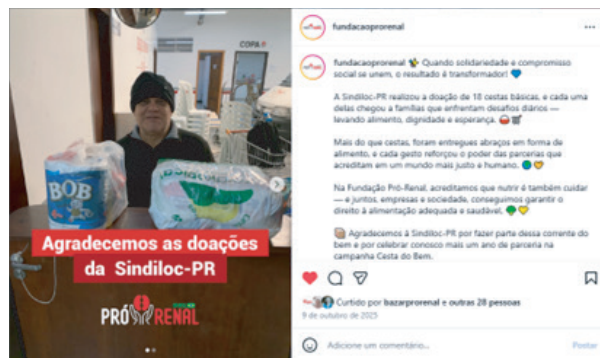 COPA
BOB
Agradecemos as doações
da Sindiloc-PR
PRÓ RENAL
fundacaoprorenal
fundacaoprorenal Quando solidariedade e compromisso
social se unem, o resultado é transformador!
A Sindiloc-PR realizou a doação de 18 cestas básicas, e cada uma
delas chegou a famílias que enfrentam desafios diários —
levando alimento, dignidade e esperança.
Mais do que cestas, foram entregues abraços em forma de
alimento, e cada gesto reforçou o poder das parcerias que
acreditam em um mundo mais justo e humano.
Na Fundação Pró-Renal, acreditamos que nutrir é também cuidar
— e juntos, empresas e sociedade, conseguimos garantir o
direito à alimentação adequada e saudável.
Agradecemos à Sindiloc-PR por fazer parte dessa corrente do
bem e por celebrar conosco mais um ano de parceria na
campanha Cesta do Bem.
Curtido por bazarprorenal e outras 28 pessoas
9 de outubro de 2025
Adicione um comentário...
Postar